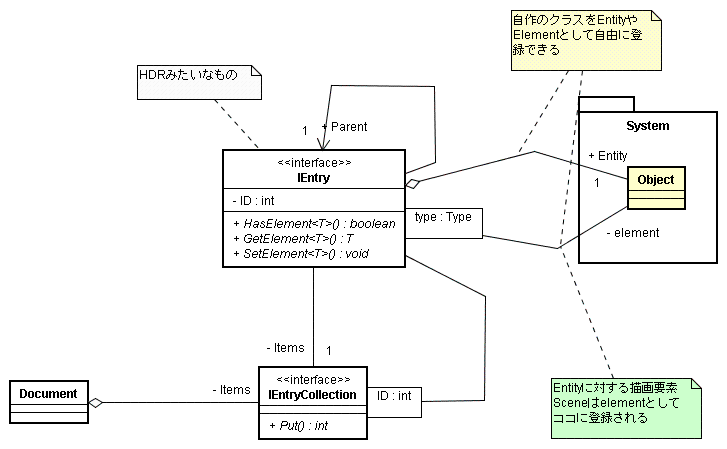 自作のクラスをEntityや
Elementとして自由に登
録できる
HDRみたいなもの
System
1
+ Parent
+ Entity
<<interface>>
IEntry
1
Object
- ID : int
type : Type
+ HasElement<T>() : boolean
+ GetElement<T>() : T
+ SetElement<T>() : void
- element
- Items
1
<<interface>>
IEntryCollection
Document
- Items
ID : int
+ Put() : int
Entityに対する描画要素
Sceneはelementとして
ココに登録される